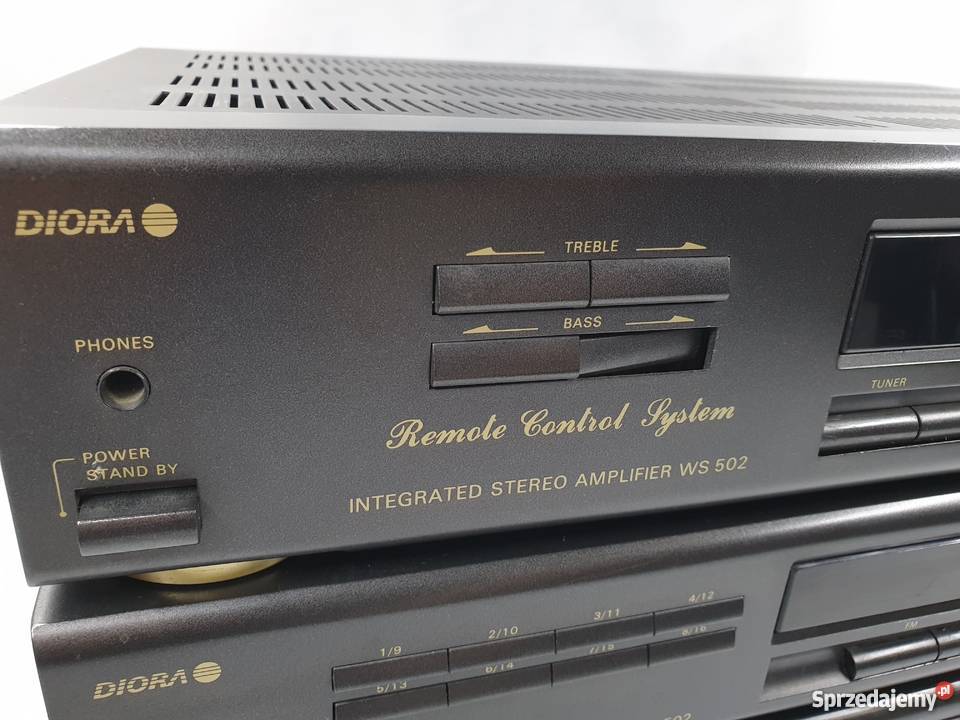 DIORA
TREBLE
BASS
PHONES
TUNER
Remote Control System
POWER
STAND BY
INTEGRATED STEREO AMPLIFIER WS 502
DIORA
1/9 2/10 3/11 4/12
5/13 6/14 7/15 8/16
FM
502
Sprzedajemy.pl